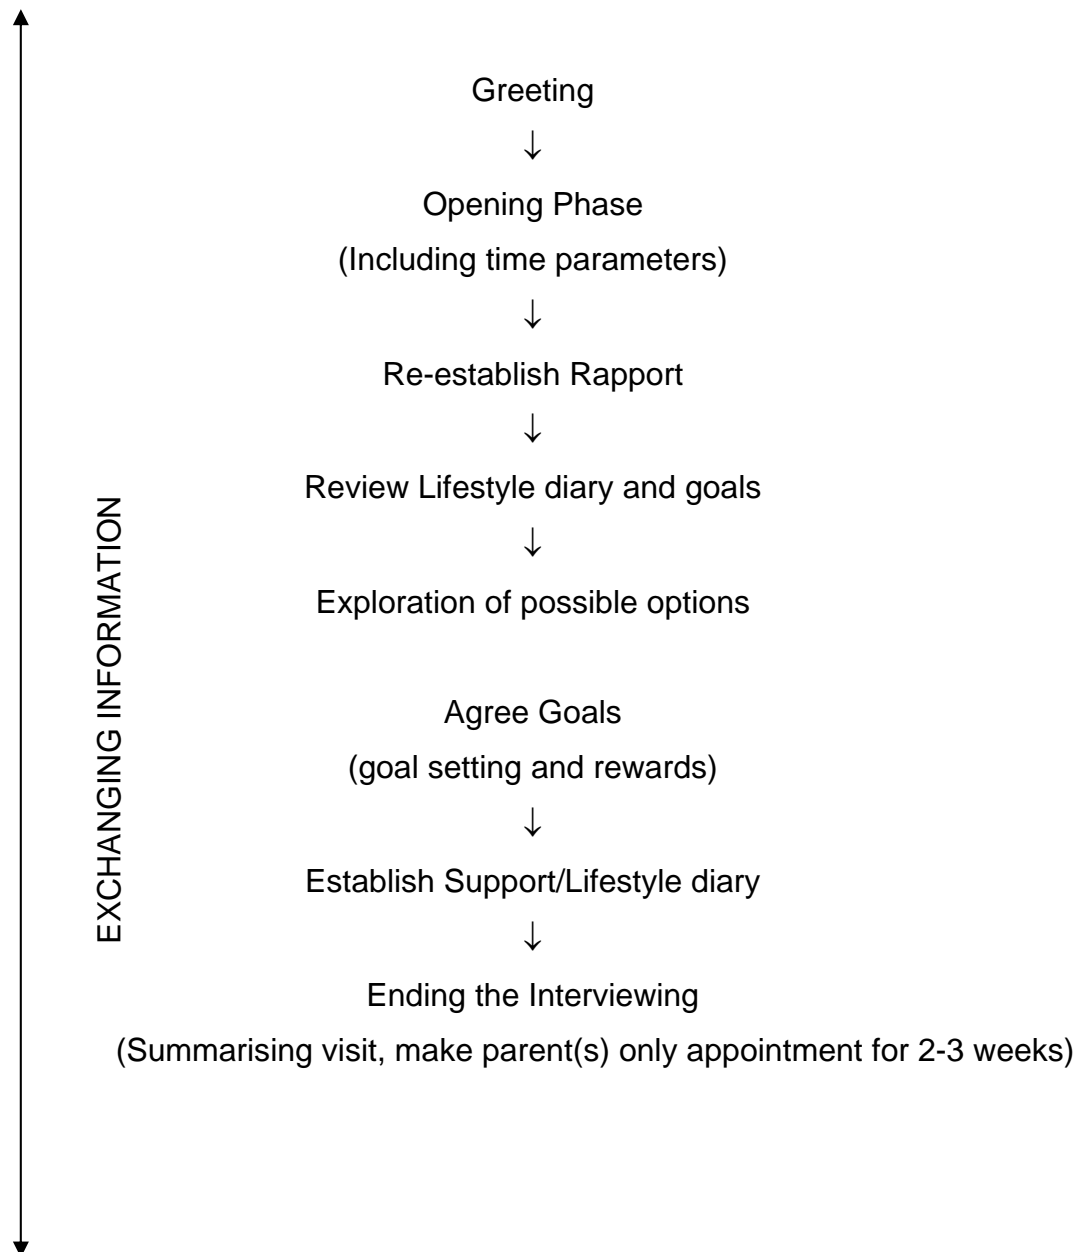 Greeting
↓
Opening Phase
(Including time parameters)
↓
Re-establish Rapport
↓
Review Lifestyle diary and goals
↓
Exploration of possible options
Agree Goals
(goal setting and rewards)
↓
Establish Support/Lifestyle diary
↓
Ending the Interviewing
(Summarising visit, make parent(s) only appointment for 2-3 weeks)
EXCHANGING INFORMATION